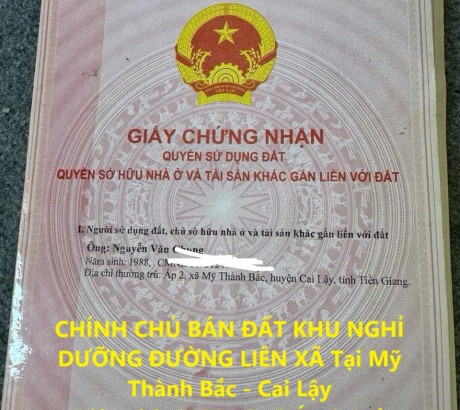 GIẤY CHỨNG NHẬN
QUYỀN SỬ DỤNG ĐẤT
QUYỀN SỞ HỮU NHÀ Ở VÀ TÀI SẢN KHÁC GẮN LIỀN VỚI ĐẤT
I. Người sử dụng đất, chủ sở hữu nhà ở và tài sản khác gắn liền với đất
Ông: Nguyễn Văn
Năm sinh: 1988,
Địa chỉ thường trú: Ấp 2, xã Mỹ Thành Bắc, huyện Cai Lậy, tỉnh Tiền Giang.
CHÍNH CHỦ BÁN ĐẤT KHU NGHỈ
DƯỠNG ĐƯỜNG LIÊN XÃ Tại Mỹ
Thành Bắc - Cai Lậy